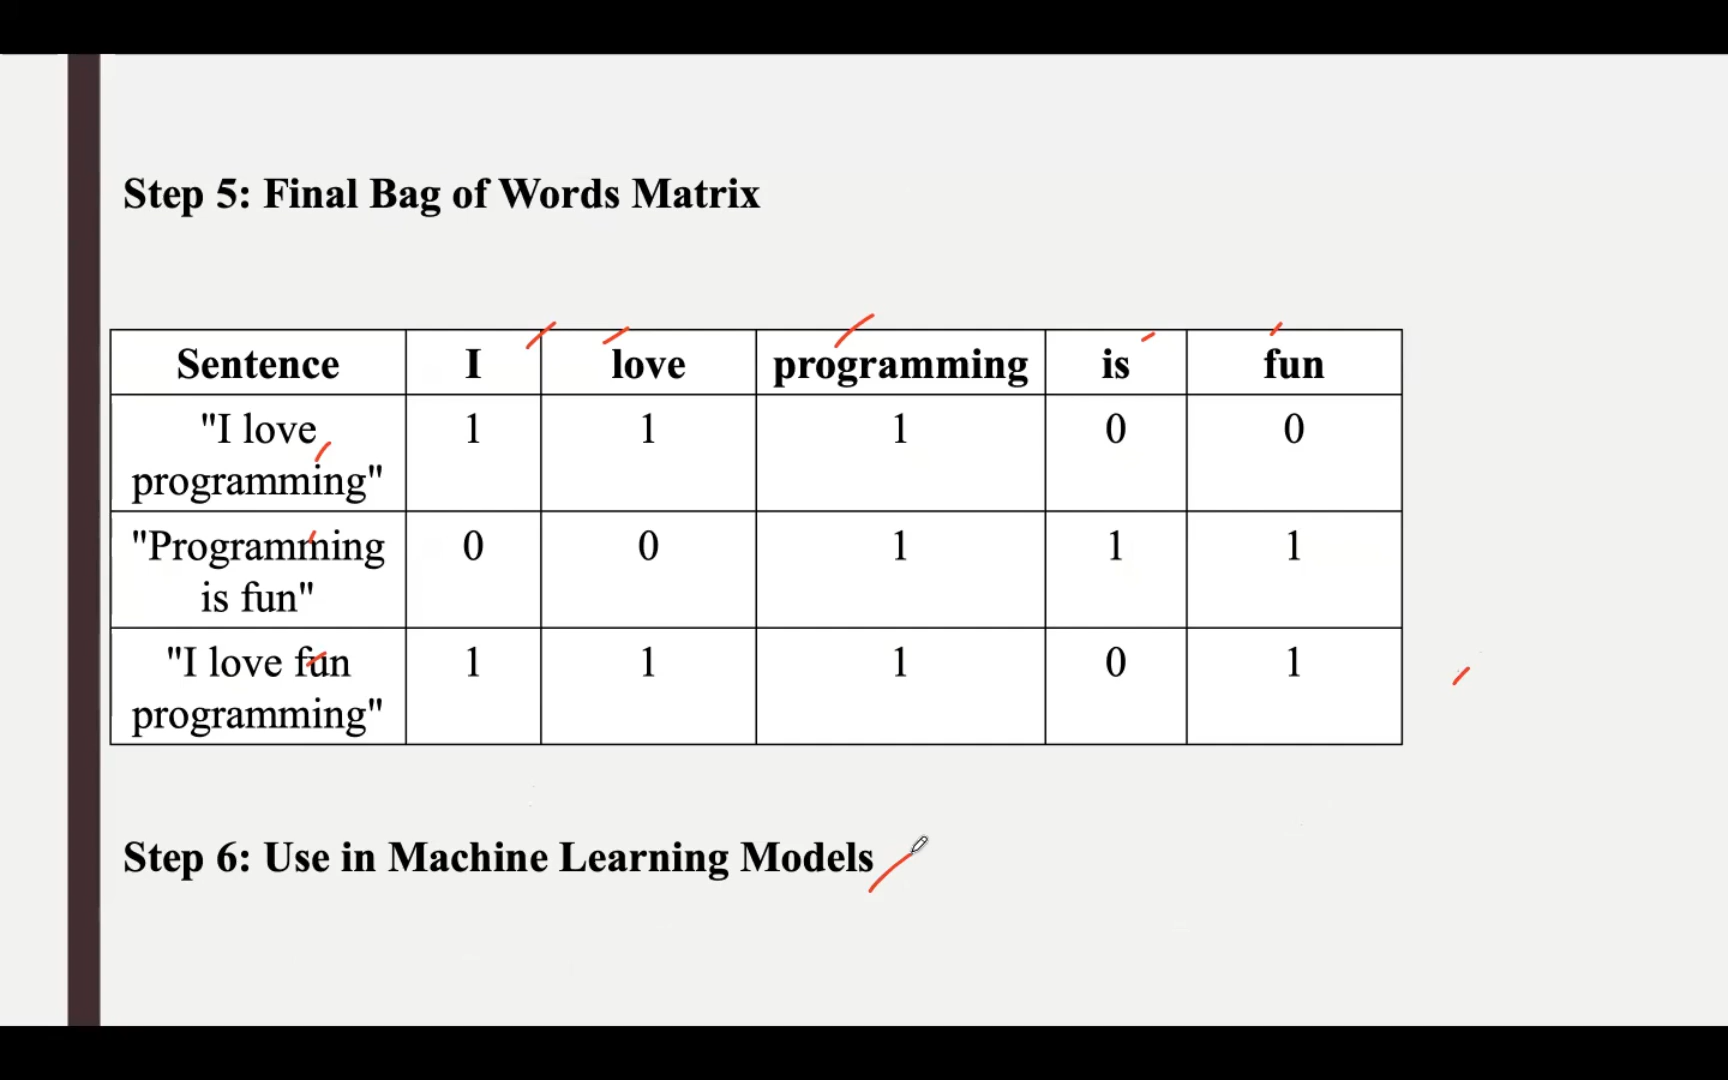 Step 5: Final Bag of Words Matrix
Sentence I love programming is fun
"I love 1 1 1 0 0
programming"
"Programming 0 0 1 1 1
is fun"
"I love fun 1 1 1 0 1
programming"
Step 6: Use in Machine Learning Models